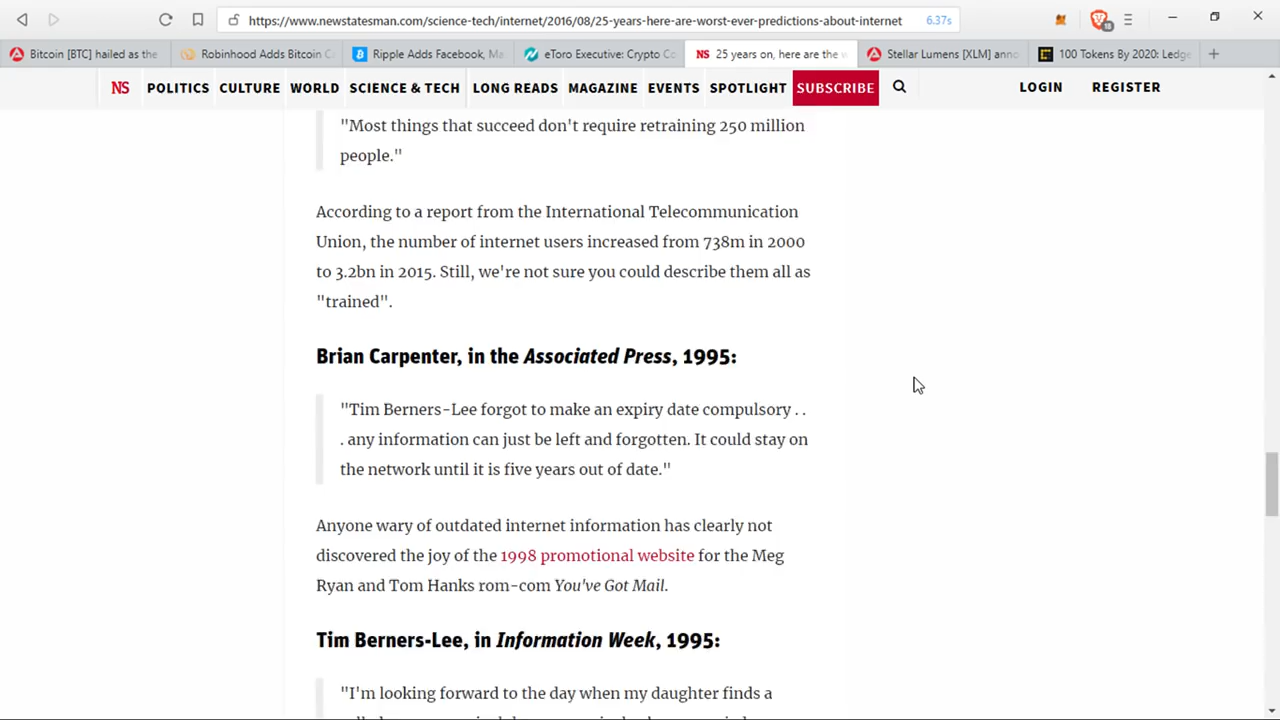 https://www.newstatesman.com/science-tech/internet/2016/08/25-years-here-are-worst-ever-predictions-about-internet 6.37s 18
Bitcoin [BTC] hailed as the Robinhood Adds Bitcoin C Ripple Adds Facebook, Ma eToro Executive: Crypto Co NS 25 years on, here are the Stellar Lumens [XLM] anno 100 Tokens By 2020: Ledge
NS POLITICS CULTURE WORLD SCIENCE & TECH LONG READS MAGAZINE EVENTS SPOTLIGHT SUBSCRIBE LOGIN REGISTER
"Most things that succeed don't require retraining 250 million
people."
According to a report from the International Telecommunication
Union, the number of internet users increased from 738m in 2000
to 3.2bn in 2015. Still, we're not sure you could describe them all as
"trained".
Brian Carpenter, in the Associated Press, 1995:
"Tim Berners-Lee forgot to make an expiry date compulsory . .
. any information can just be left and forgotten. It could stay on
the network until it is five years out of date."
Anyone wary of outdated internet information has clearly not
discovered the joy of the 1998 promotional website for the Meg
Ryan and Tom Hanks rom-com You've Got Mail.
Tim Berners-Lee, in Information Week, 1995:
"I'm looking forward to the day when my daughter finds a